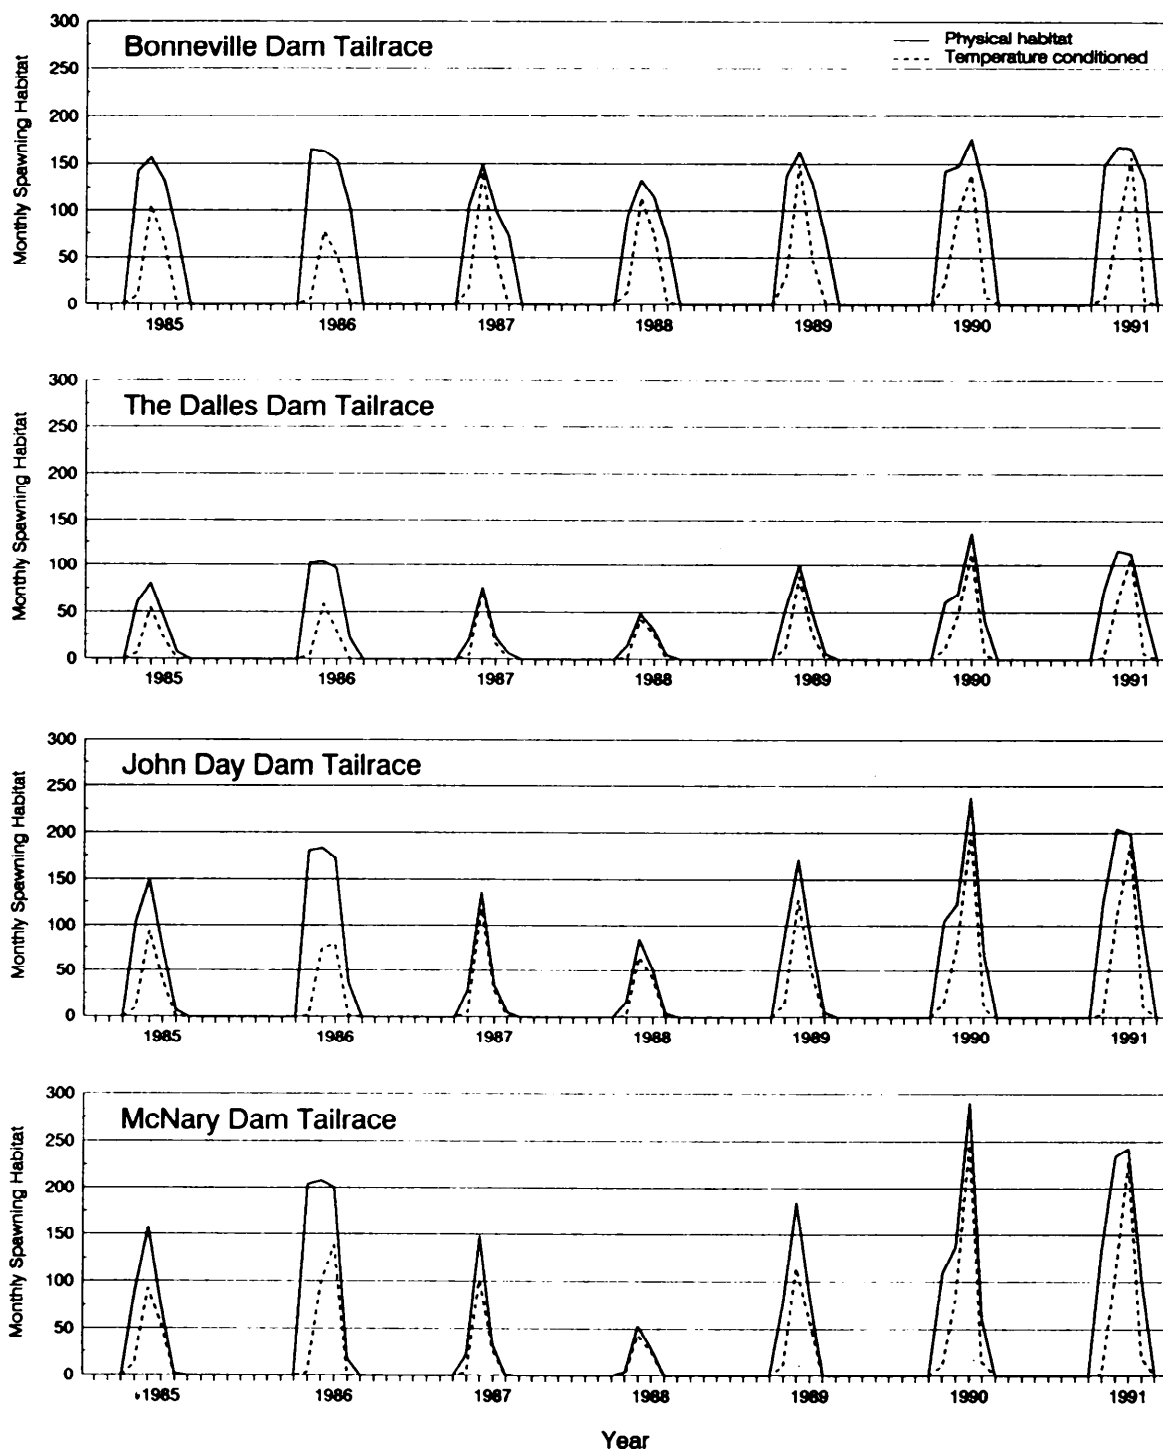 Bonneville Dam Tailrace
Physical habitat
Temperature conditioned
Monthly Spawning Habitat
300
250
200
150
100
50
0
1985 1986 1987 1988 1989 1990 1991
The Dalles Dam Tailrace
Monthly Spawning Habitat
300
250
200
150
100
50
0
1985 1986 1987 1988 1989 1990 1991
John Day Dam Tailrace
Monthly Spawning Habitat
300
250
200
150
100
50
0
1985 1986 1987 1988 1989 1990 1991
McNary Dam Tailrace
Monthly Spawning Habitat
300
250
200
150
100
50
0
1985 1986 1987 1988 1989 1990 1991
Year